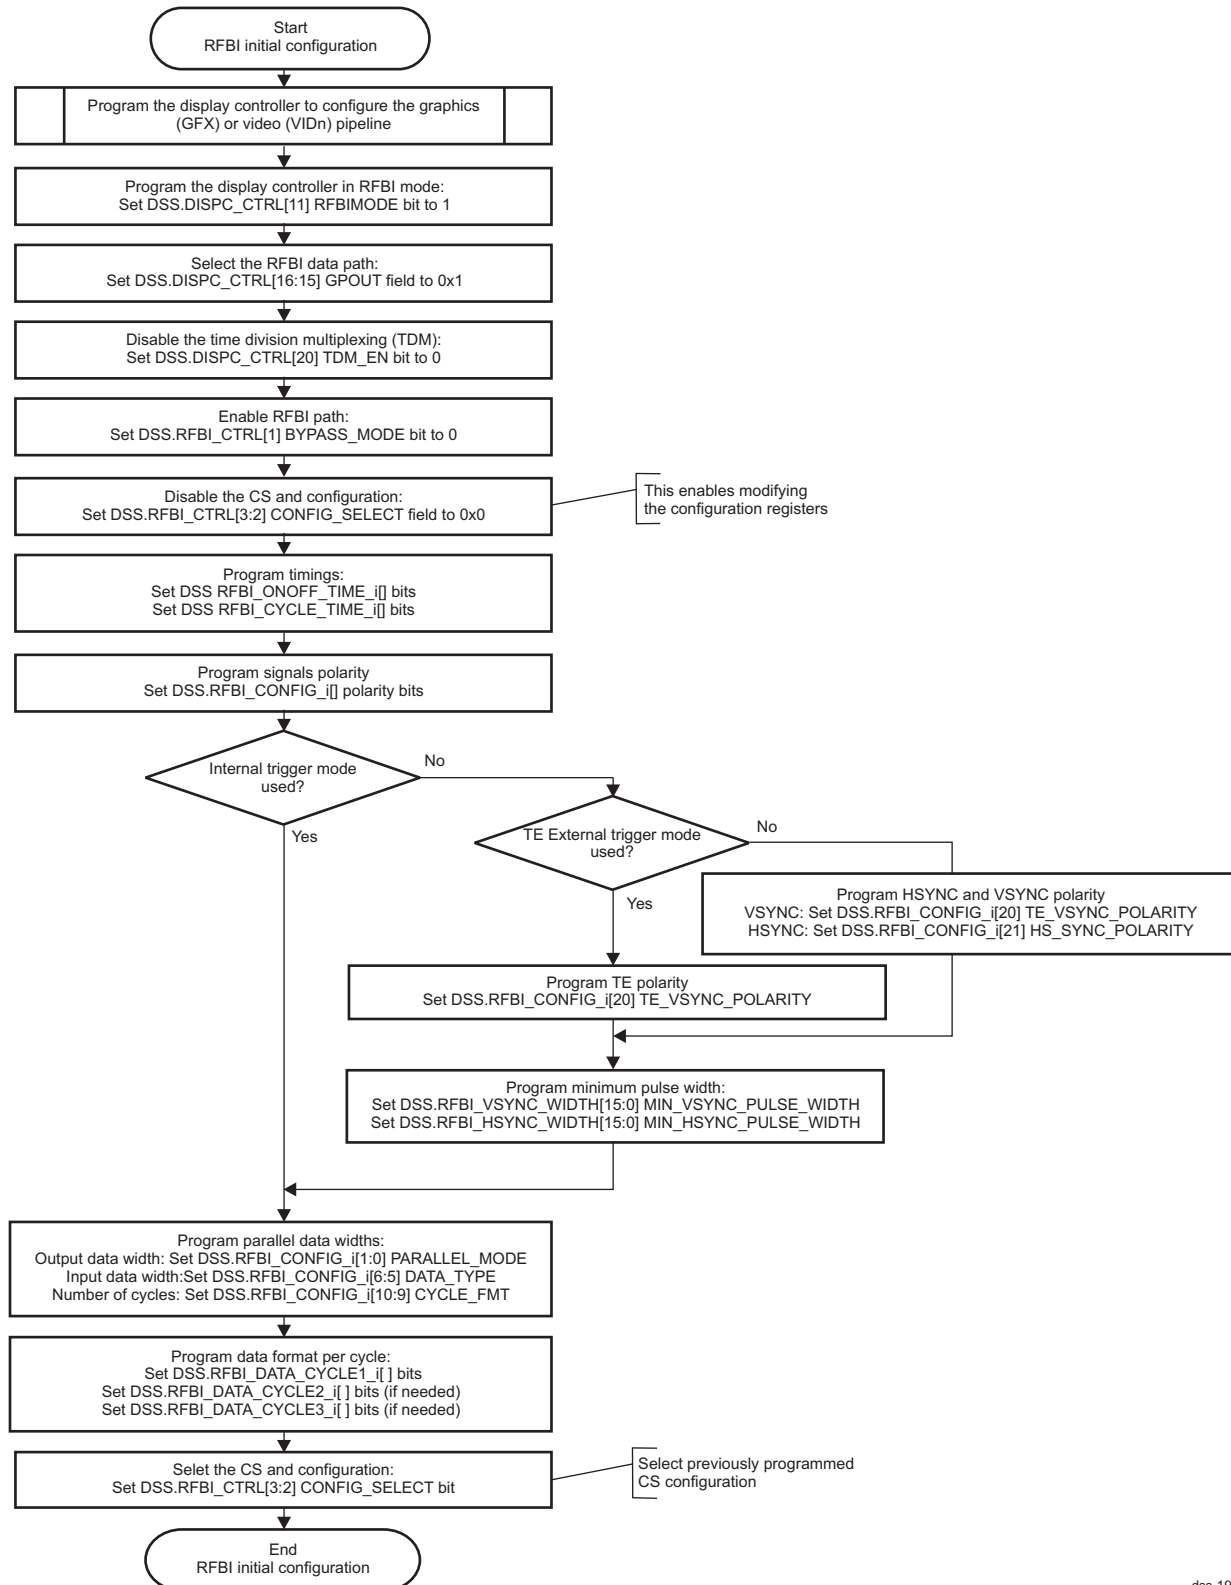 Start
RFBI initial configuration
Program the display controller to configure the graphics
(GFX) or video (VIDn) pipeline
Program the display controller in RFBI mode:
Set DSS.DISPC_CTRL[11] RFBIMODE bit to 1
Select the RFBI data path:
Set DSS.DISPC_CTRL[16:15] GPOUT field to 0x1
Disable the time division multiplexing (TDM):
Set DSS.DISPC_CTRL[20] TDM_EN bit to 0
Enable RFBI path:
Set DSS.RFBI_CTRL[1] BYPASS_MODE bit to 0
Disable the CS and configuration:
Set DSS.RFBI_CTRL[3:2] CONFIG_SELECT field to 0x0
This enables modifying
the configuration registers
Program timings:
Set DSS RFBI_ONOFF_TIME_i[] bits
Set DSS RFBI_CYCLE_TIME_i[] bits
Program signals polarity
Set DSS.RFBI_CONFIG_i[] polarity bits
Internal trigger mode
used?
No
Yes
TE External trigger mode
used?
No
Yes
Program HSYNC and VSYNC polarity
VSYNC: Set DSS.RFBI_CONFIG_i[20] TE_VSYNC_POLARITY
HSYNC: Set DSS.RFBI_CONFIG_i[21] HS_SYNC_POLARITY
Program TE polarity
Set DSS.RFBI_CONFIG_i[20] TE_VSYNC_POLARITY
Program minimum pulse width:
Set DSS.RFBI_VSYNC_WIDTH[15:0] MIN_VSYNC_PULSE_WIDTH
Set DSS.RFBI_HSYNC_WIDTH[15:0] MIN_HSYNC_PULSE_WIDTH
Program parallel data widths:
Output data width: Set DSS.RFBI_CONFIG_i[1:0] PARALLEL_MODE
Input data width:Set DSS.RFBI_CONFIG_i[6:5] DATA_TYPE
Number of cycles: Set DSS.RFBI_CONFIG_i[10:9] CYCLE_FMT
Program data format per cycle:
Set DSS.RFBI_DATA_CYCLE1_i[ ] bits
Set DSS.RFBI_DATA_CYCLE2_i[ ] bits (if needed)
Set DSS.RFBI_DATA_CYCLE3_i[ ] bits (if needed)
Selet the CS and configuration:
Set DSS.RFBI_CTRL[3:2] CONFIG_SELECT bit
Select previously programmed
CS configuration
End
RFBI initial configuration